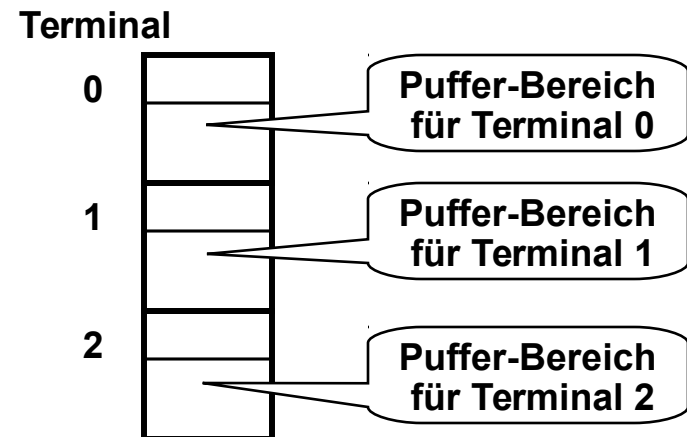 Terminal
0
Puffer-Bereich
für Terminal 0
1
Puffer-Bereich
für Terminal 1
2
Puffer-Bereich
für Terminal 2